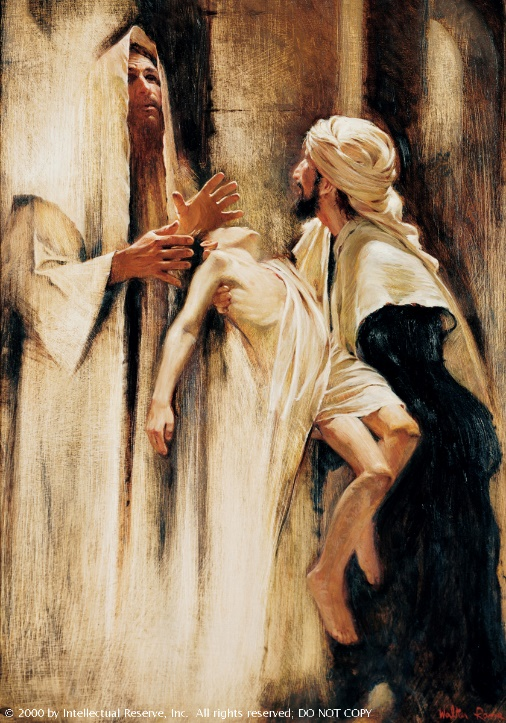 © 2000 by Intellectual Reserve, Inc. All rights reserved; DO NOT COPY
Walter Rane